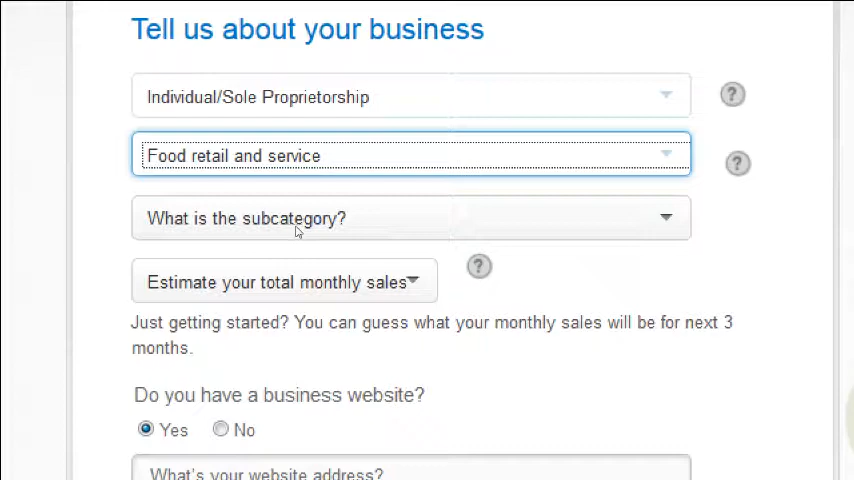 Tell us about your business
Individual/Sole Proprietorship
?
Food retail and service
?
What is the subcategory?
Estimate your total monthly sales
?
Just getting started? You can guess what your monthly sales will be for next 3
months.
Do you have a business website?
Yes No
What's your website address?